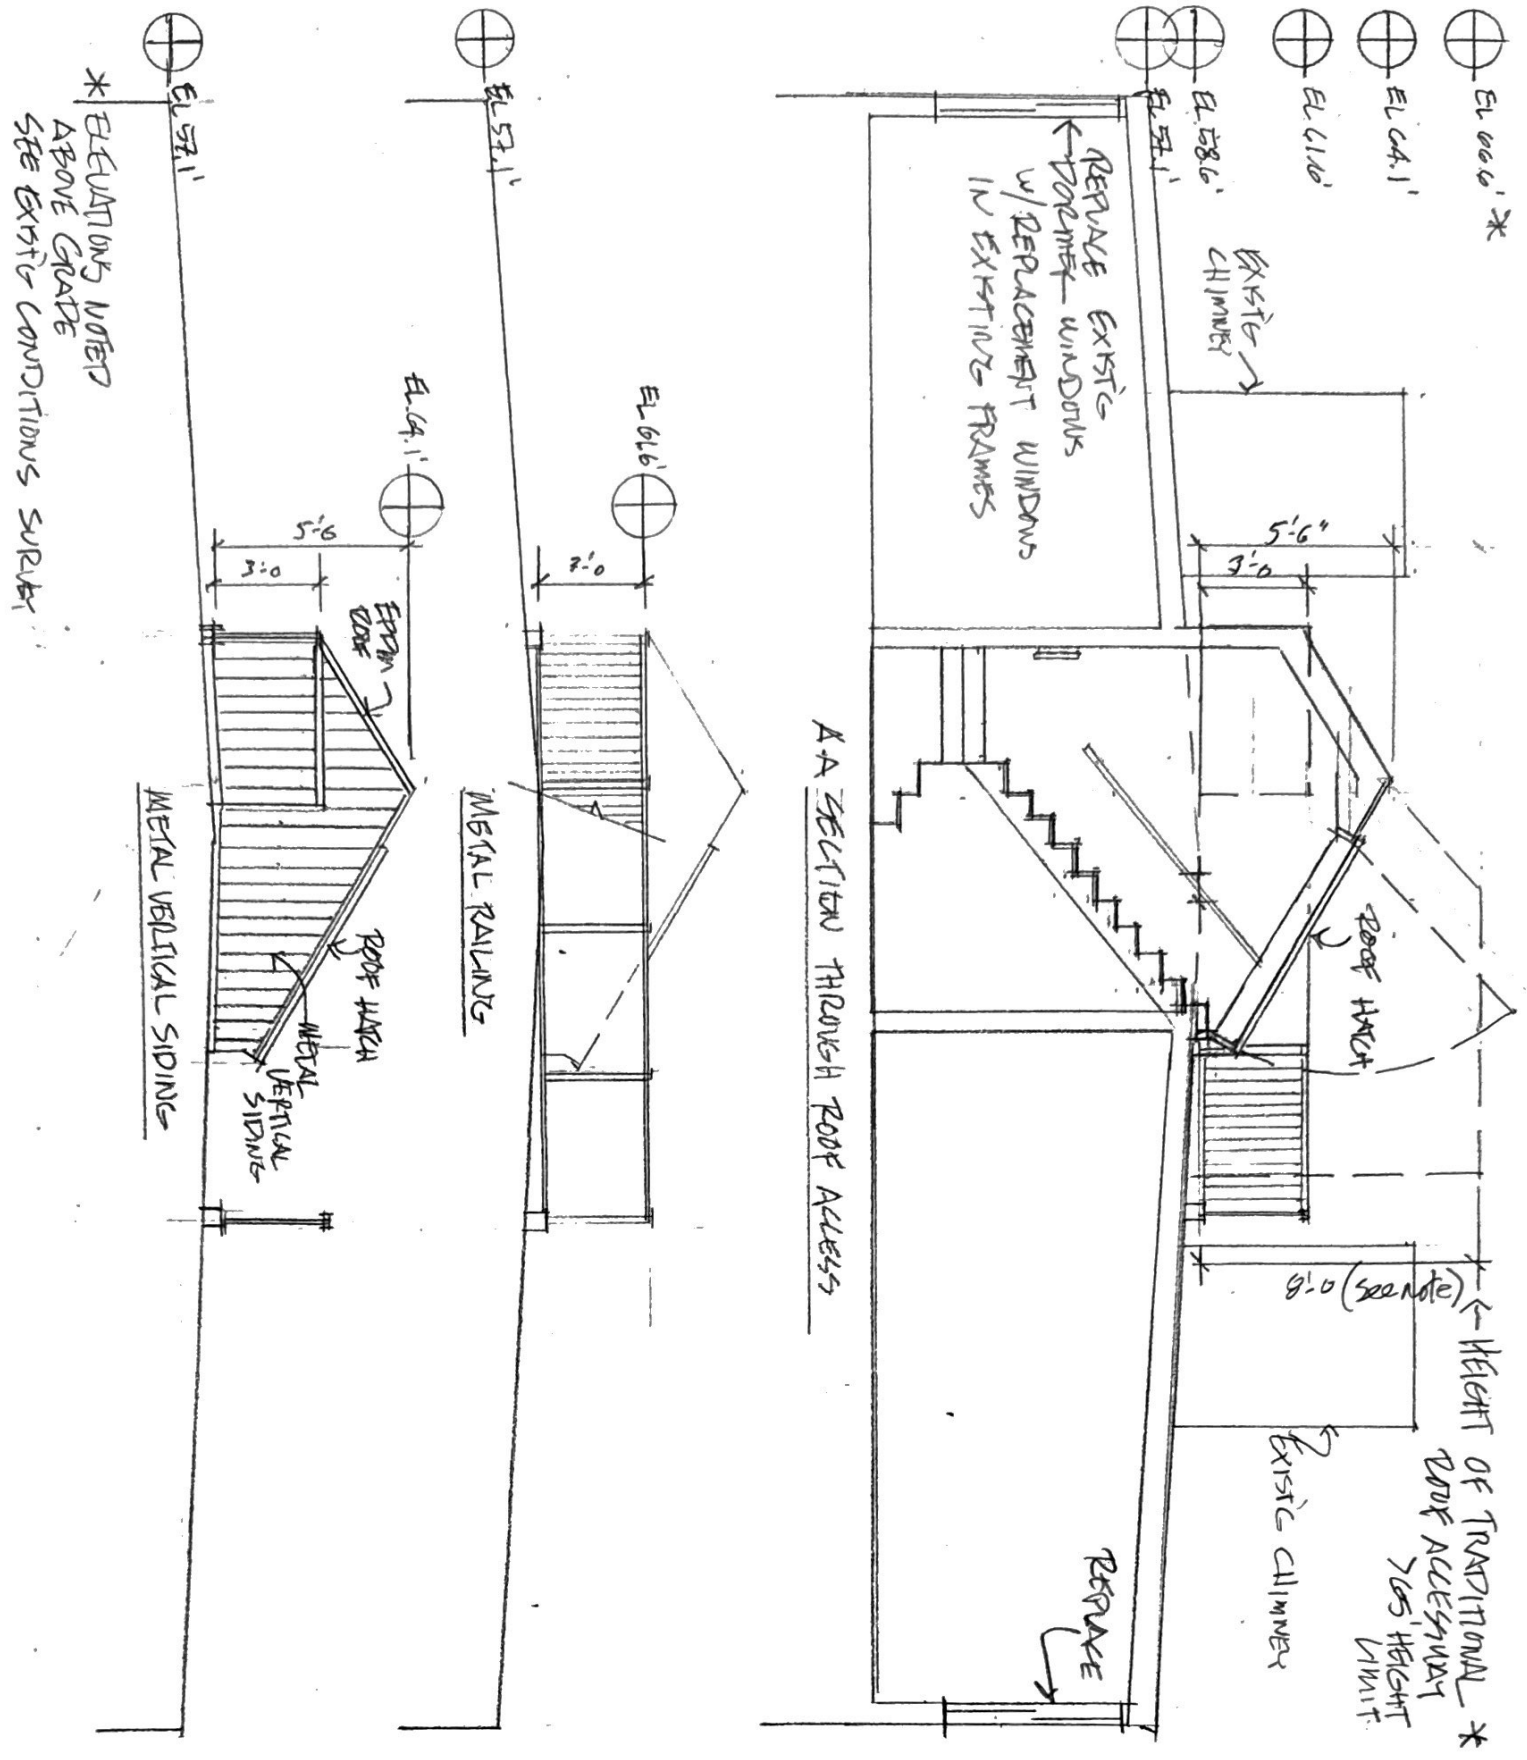 EL 66.6' *
EL 64.1'
EL 61.6'
EL 58.6'
EL 57.1'
EXIST'G
CHIMNEY
REPLACE EXIST'G
DORMER WINDOWS
W/ REPLACEMENT WINDOWS
IN EXISTING FRAMES
5'-6"
3'-0
ROOF HATCH
8'-0 (see note)
HEIGHT OF TRADITIONAL *
ROOF ACCESSWAY
>65' HEIGHT
LIMIT.
EXIST'G CHIMNEY
REPLACE
A-A SECTION THROUGH ROOF ACCESS
EL 57.1'
EL 61.6'
3'-0
METAL RAILING
EL 57.1'
EL 64.1'
5'-6
3'-0
EPDM
ROOF
ROOF HATCH
METAL
VERTICAL
SIDING
METAL VERTICAL SIDING
* ELEVATIONS NOTED
ABOVE GRADE
SEE EXIST'G CONDITIONS SURVEY